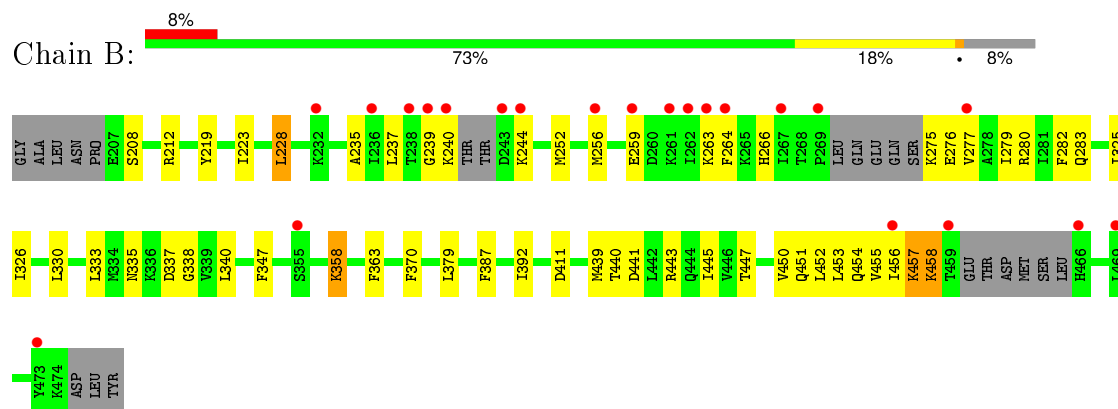 8%
Chain B:
73% 18% • 8%
GLY ALA LEU ASN PRO E207 S208 R212 Y219 I223 L228 K232 A235 I236 L237 T238 G239 K240 THR THR D243 K244 M252 M256 E259 D260 K261 I262 K263 F264 K265 H266 I267 T268 P269 LEU GLN GLU GLN SER K275 E276 V277 A278 I279 R280 I281 F282 Q283
I326 L330 L333 M334 N335 K336 D337 G338 V339 L340 F347 S355 K358 F363 F370 L379 F387 I392 D411 M439 T440 D441 L442 R443 Q444 I445 V446 T447 V450 Q451 L452 L453 Q454 V455 I456 K457 K458 T459 GLU THR ASP MET SER LEU H466
Y473 K474 ASP LEU TYR